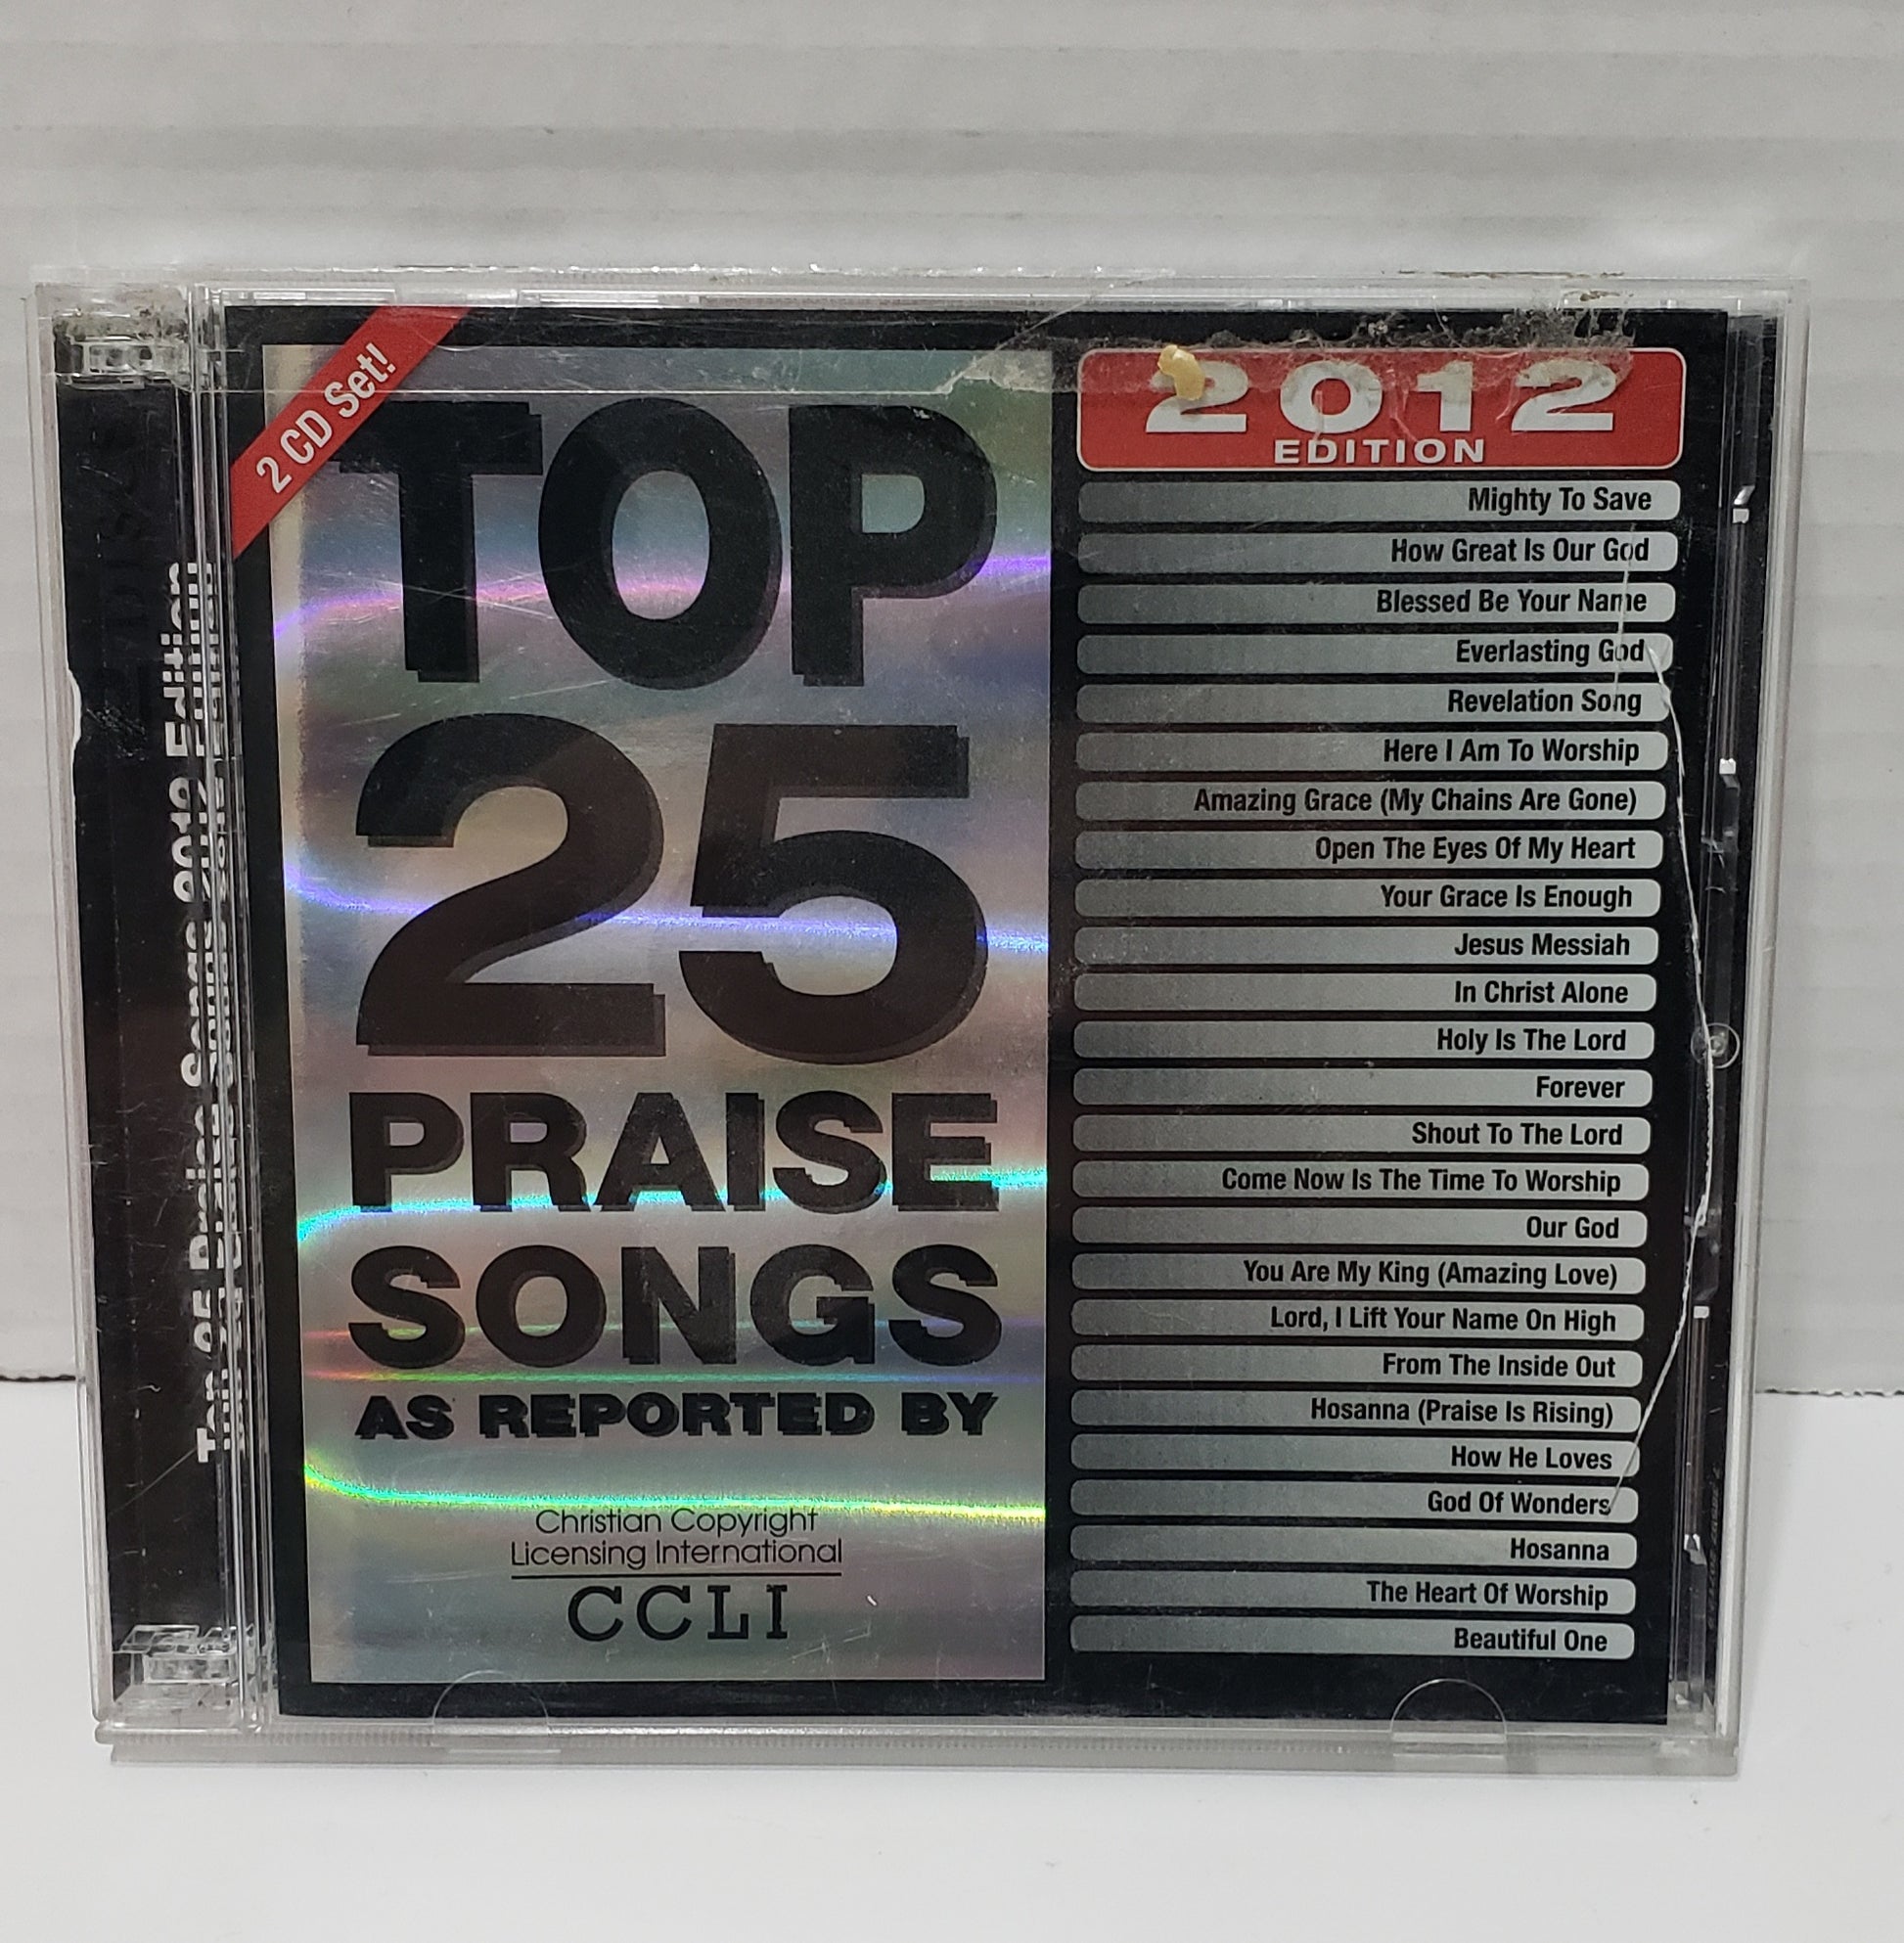 2 CD Set!
TOP
25
PRAISE
SONGS
AS REPORTED BY
Christian Copyright
Licensing International
CCLI
2012
EDITION
Mighty To Save
How Great Is Our God
Blessed Be Your Name
Everlasting God
Revelation Song
Here I Am To Worship
Amazing Grace (My Chains Are Gone)
Open The Eyes Of My Heart
Your Grace Is Enough
Jesus Messiah
In Christ Alone
Holy Is The Lord
Forever
Shout To The Lord
Come Now Is The Time To Worship
Our God
You Are My King (Amazing Love)
Lord, I Lift Your Name On High
From The Inside Out
Hosanna (Praise Is Rising)
How He Loves
God Of Wonders
Hosanna
The Heart Of Worship
Beautiful One
Top 25 Praise Songs 2012 Edition